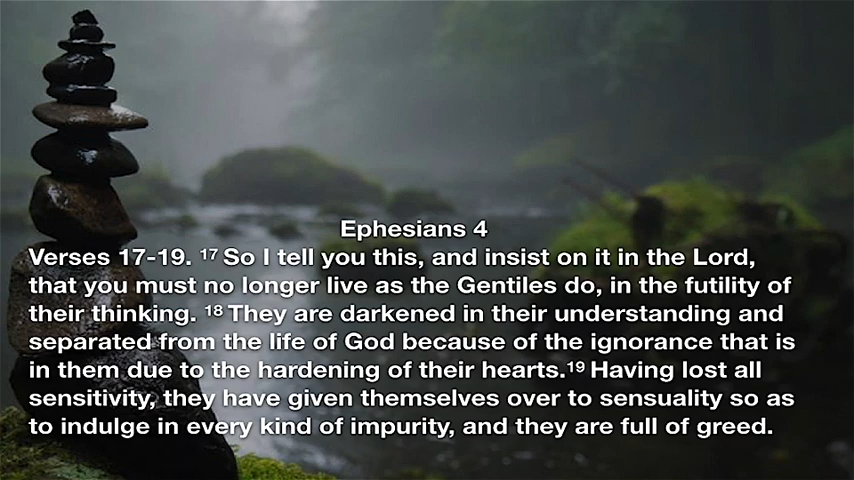 Ephesians 4
Verses 17-19. ¹⁷ So I tell you this, and insist on it in the Lord,
that you must no longer live as the Gentiles do, in the futility of
their thinking. ¹⁸ They are darkened in their understanding and
separated from the life of God because of the ignorance that is
in them due to the hardening of their hearts.¹⁹ Having lost all
sensitivity, they have given themselves over to sensuality so as
to indulge in every kind of impurity, and they are full of greed.